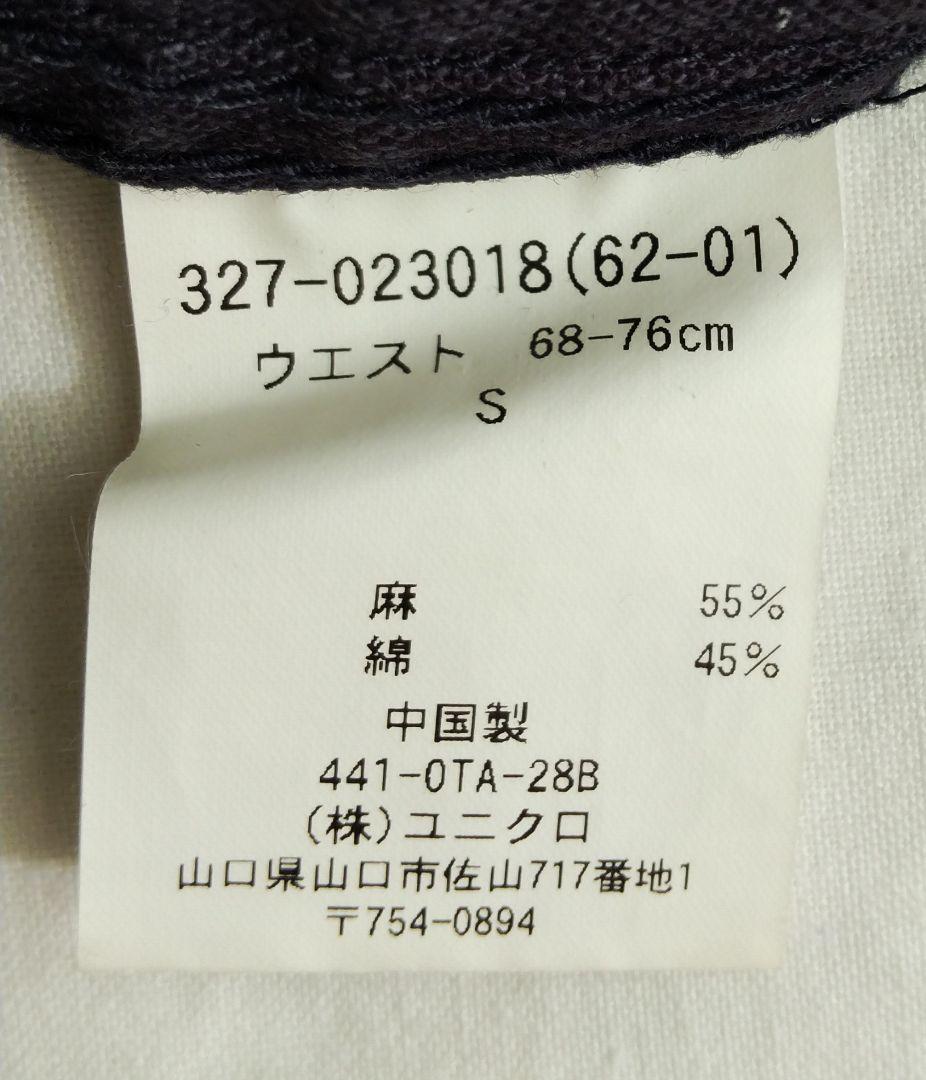 327-023018(62-01)
ウエスト 68-76cm
S
麻 55%
綿 45%
中国製
441-OTA-28B
(株)ユニクロ
山口県山口市佐山717番地1
〒754-0894